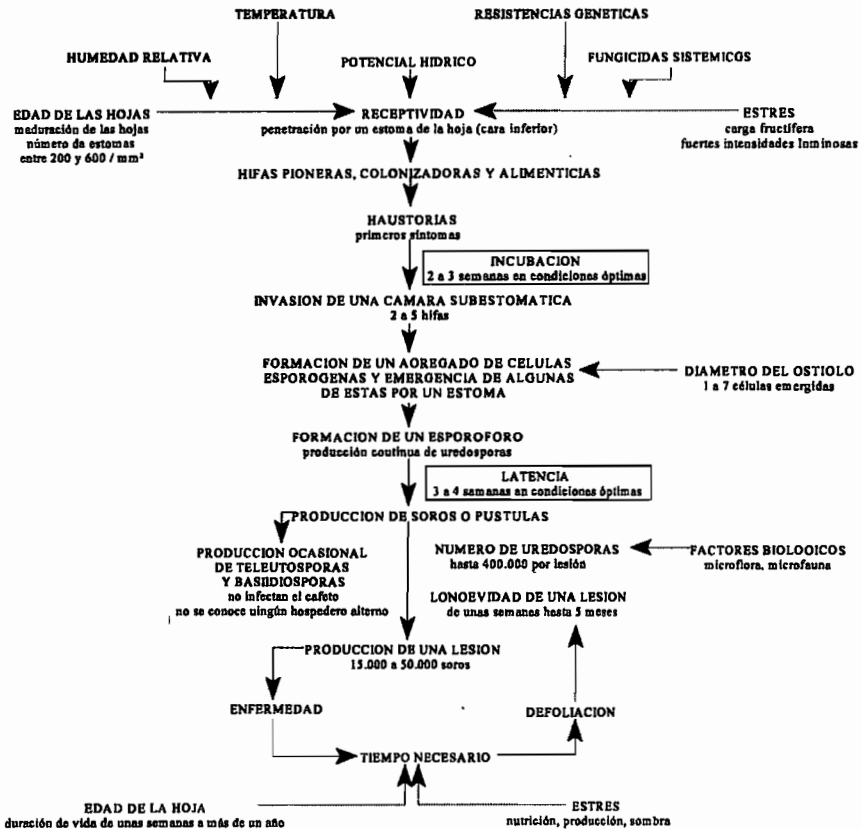 TEMPERATURA
RESISTENCIAS GENETICAS
HUMEDAD RELATIVA
POTENCIAL HIDRICO
FUNGICIDAS SISTEMICOS
EDAD DE LAS HOJAS
maduración de las hojas
número de estomas
entre 200 y 600 / mm²
RECEPTIVIDAD
penetración por un estoma de la hoja (cara inferior)
ESTRES
carga fructífera
fuertes intensidades luminosas
HIFAS PIONERAS, COLONIZADORAS Y ALIMENTICIAS
HAUSTORIAS
primeros síntomas
INCUBACION
2 a 3 semanas en condiciones óptimas
INVASION DE UNA CAMARA SUBESTOMATICA
2 a 5 hifas
FORMACION DE UN AGREGADO DE CELULAS
ESPOROGENAS Y EMERGENCIA DE ALGUNAS
DE ESTAS POR UN ESTOMA
DIAMETRO DEL OSTIOLO
1 a 7 células emergidas
FORMACION DE UN ESPOROFORO
producción continua de uredosporas
LATENCIA
3 a 4 semanas en condiciones óptimas
PRODUCCION DE SOROS O PUSTULAS
PRODUCCION OCASIONAL
DE TELEUTOSPORAS
Y BASIDIOSPORAS
no infectan el cafeto
no se conoce ningún hospedero alterno
NUMERO DE UREDOSPORAS
hasta 400.000 por lesión
FACTORES BIOLOGICOS
microflora, microfauna
LONGEVIDAD DE UNA LESION
de unas semanas hasta 5 meses
PRODUCCION DE UNA LESION
15.000 a 50.000 soros
ENFERMEDAD
DEFOLIACION
TIEMPO NECESARIO
EDAD DE LA HOJA
duración de vida de unas semanas a más de un año
ESTRES
nutrición, producción, sombra